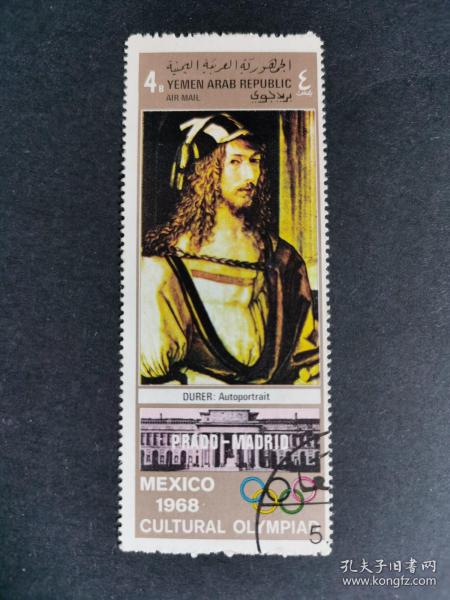 الجمهورية العربية اليمنية
4B YEMEN ARAB REPUBLIC ٤
AIR MAIL بريد جوي
DURER: Autoportrait
PRADO-MADRID
MEXICO
1968
CULTURAL OLYMPIAD
5
孔夫子旧书网
www.kongfz.com